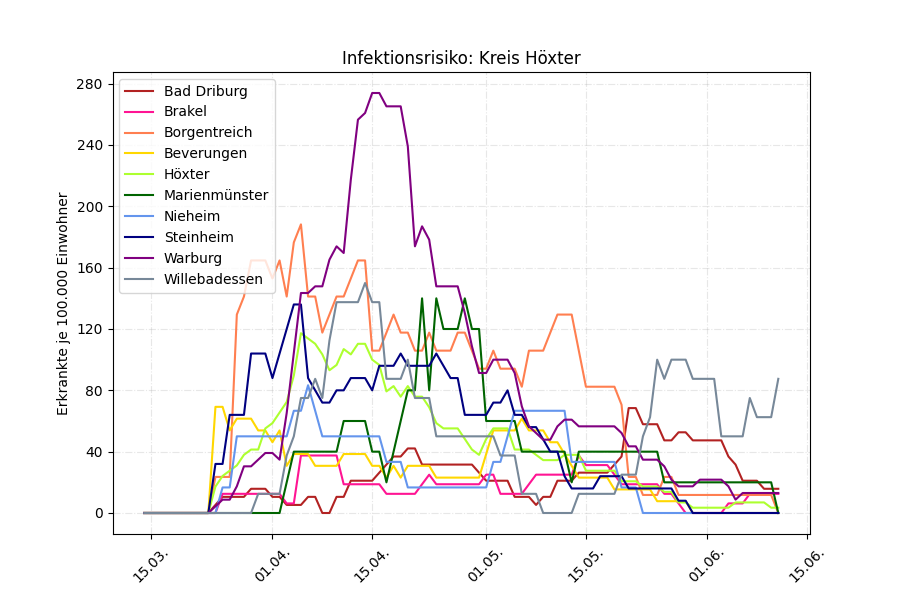 Infektionsrisiko: Kreis Höxter
Erkrankte je 100.000 Einwohner
280
240
200
160
120
80
40
0
Bad Driburg
Brakel
Borgentreich
Beverungen
Höxter
Marienmünster
Nieheim
Steinheim
Warburg
Willebadessen
15.03.
01.04.
15.04.
01.05.
15.05.
01.06.
15.06.